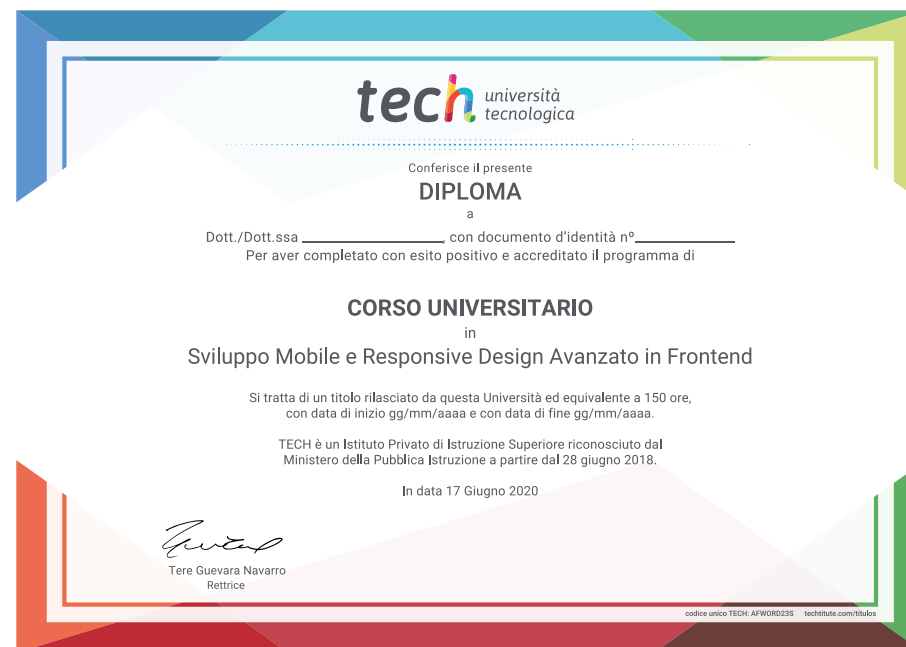 tech università
tecnologica
Conferisce il presente
DIPLOMA
a
Dott./Dott.ssa ________________, con documento d'identità nº____________
Per aver completato con esito positivo e accreditato il programma di
CORSO UNIVERSITARIO
in
Sviluppo Mobile e Responsive Design Avanzato in Frontend
Si tratta di un titolo rilasciato da questa Università ed equivalente a 150 ore,
con data di inizio gg/mm/aaaa e con data di fine gg/mm/aaaa.
TECH è un Istituto Privato di Istruzione Superiore riconosciuto dal
Ministero della Pubblica Istruzione a partire dal 28 giugno 2018.
In data 17 Giugno 2020
Tere Guevara Navarro
Rettrice
codice unico TECH: AFWORD23S techtitute.com/titulos